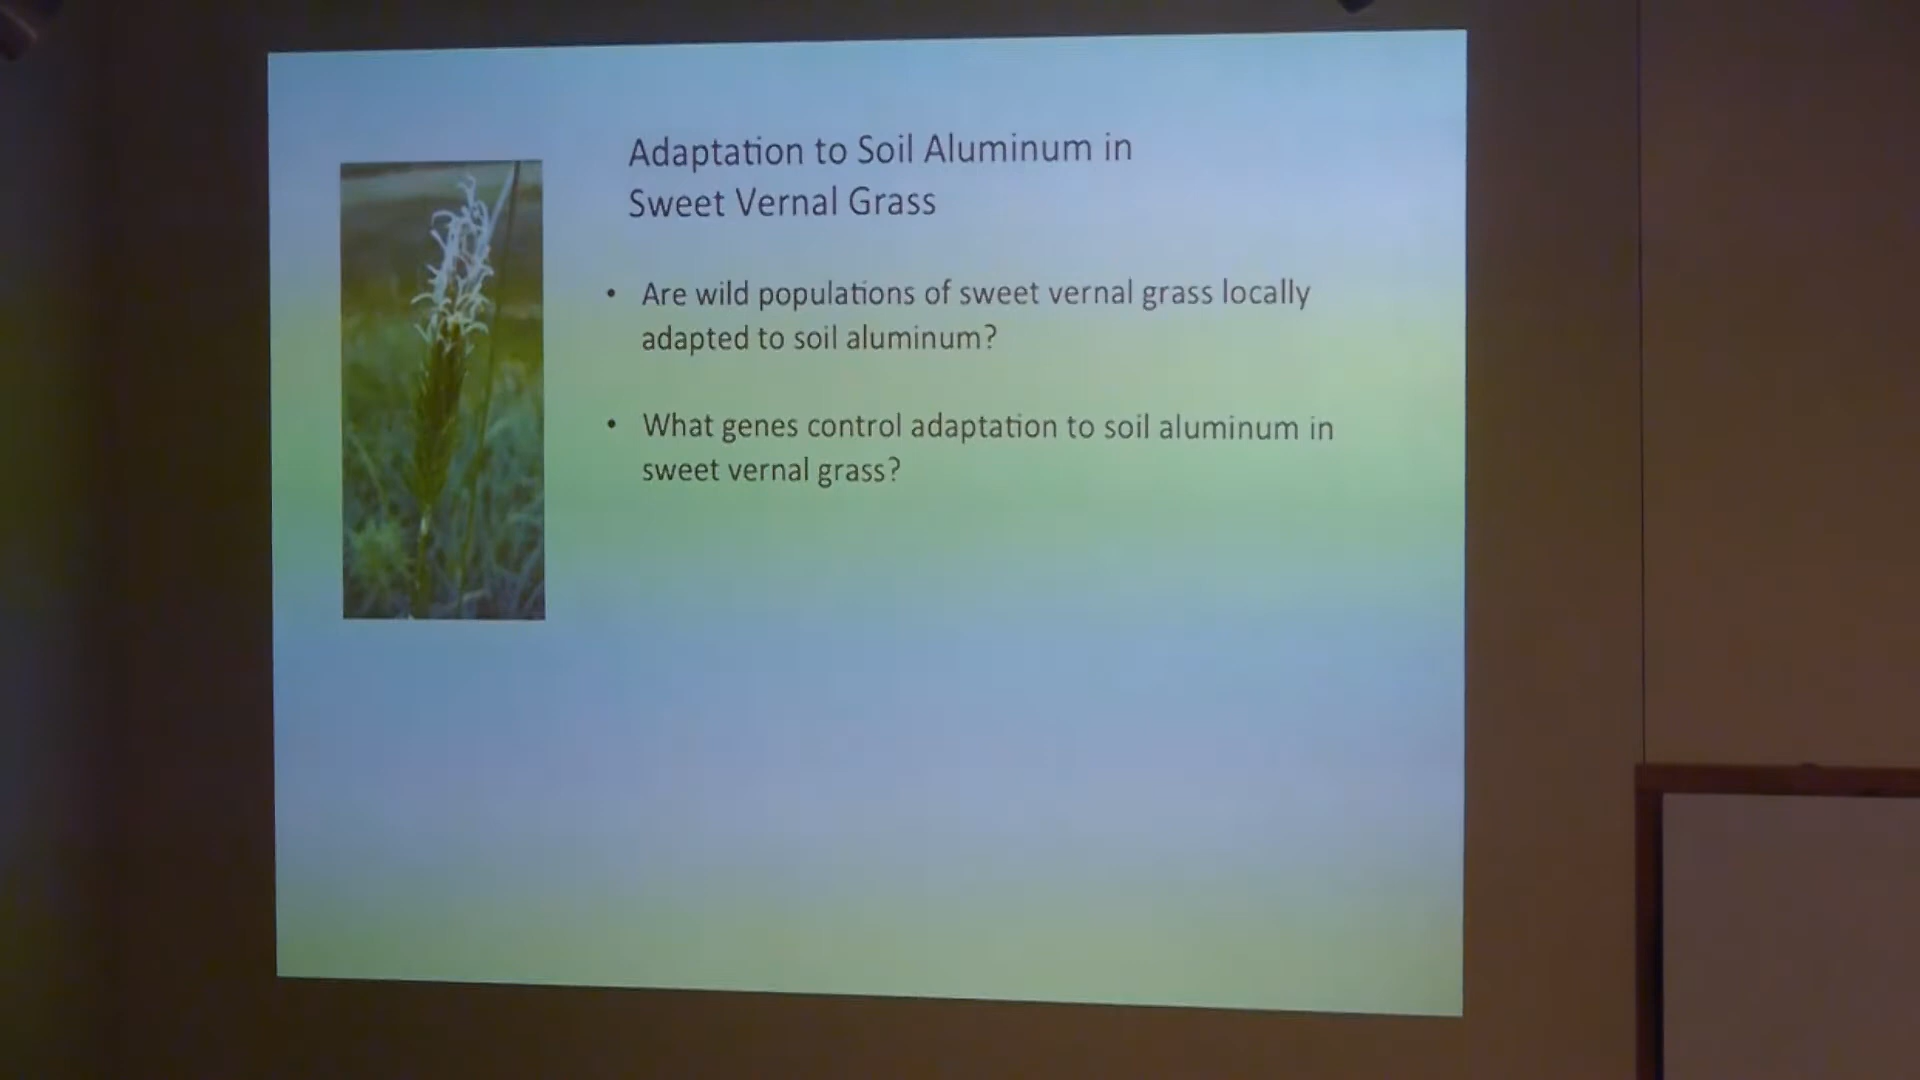 Adaptation to Soil Aluminum in
Sweet Vernal Grass
• Are wild populations of sweet vernal grass locally
adapted to soil aluminum?
• What genes control adaptation to soil aluminum in
sweet vernal grass?